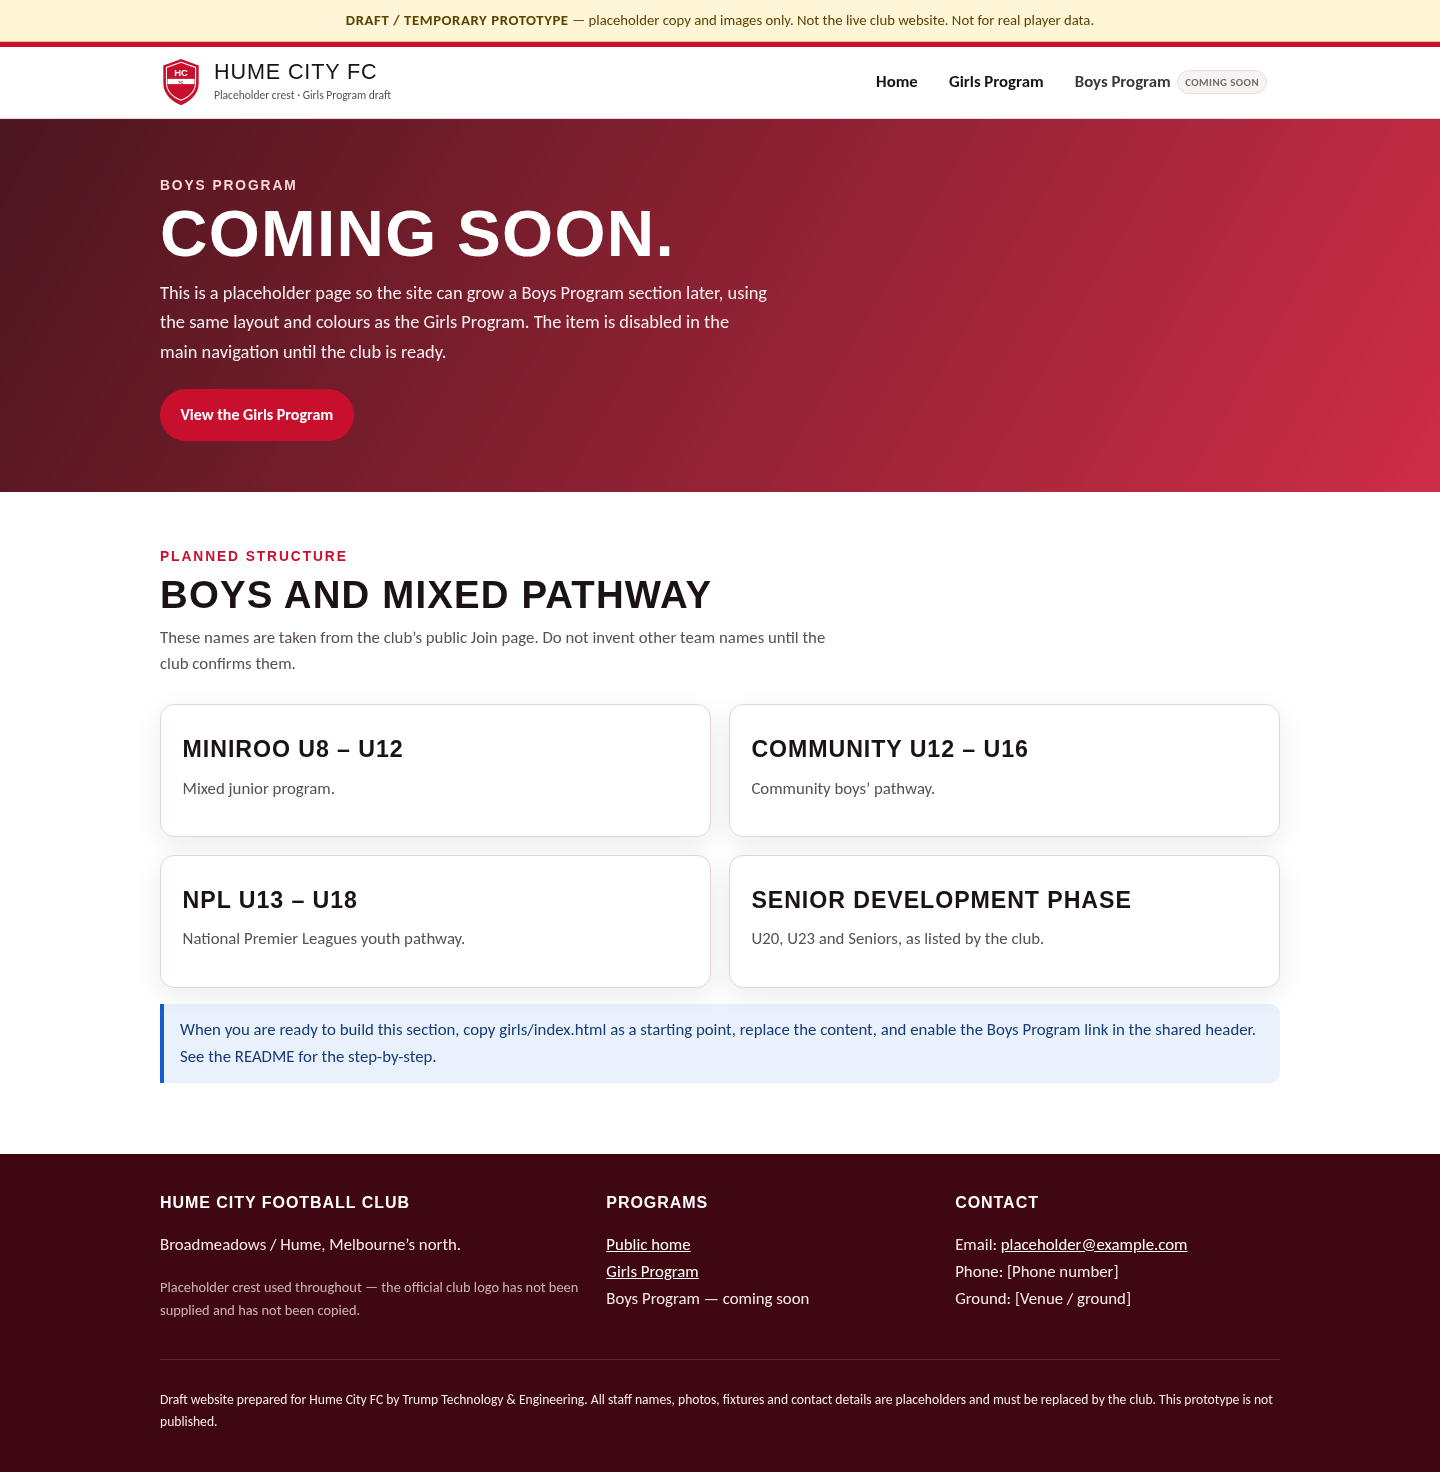 DRAFT / TEMPORARY PROTOTYPE — placeholder copy and images only. Not the live club website. Not for real player data.
HC
HUME CITY FC
Placeholder crest · Girls Program draft
Home
Girls Program
Boys Program
COMING SOON
BOYS PROGRAM
COMING SOON.
This is a placeholder page so the site can grow a Boys Program section later, using
the same layout and colours as the Girls Program. The item is disabled in the
main navigation until the club is ready.
View the Girls Program
PLANNED STRUCTURE
BOYS AND MIXED PATHWAY
These names are taken from the club’s public Join page. Do not invent other team names until the
club confirms them.
MINIROO U8 – U12
Mixed junior program.
COMMUNITY U12 – U16
Community boys’ pathway.
NPL U13 – U18
National Premier Leagues youth pathway.
SENIOR DEVELOPMENT PHASE
U20, U23 and Seniors, as listed by the club.
When you are ready to build this section, copy girls/index.html as a starting point, replace the content, and enable the Boys Program link in the shared header.
See the README for the step-by-step.
HUME CITY FOOTBALL CLUB
Broadmeadows / Hume, Melbourne’s north.
Placeholder crest used throughout — the official club logo has not been
supplied and has not been copied.
PROGRAMS
Public home
Girls Program
Boys Program — coming soon
CONTACT
Email: placeholder@example.com
Phone: [Phone number]
Ground: [Venue / ground]
Draft website prepared for Hume City FC by Trump Technology & Engineering. All staff names, photos, fixtures and contact details are placeholders and must be replaced by the club. This prototype is not
published.